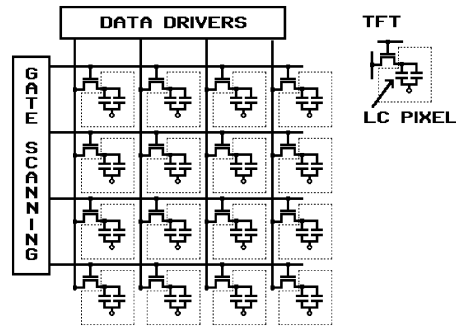 DATA DRIVERS
TFT
GATE SCANNING
LC PIXEL